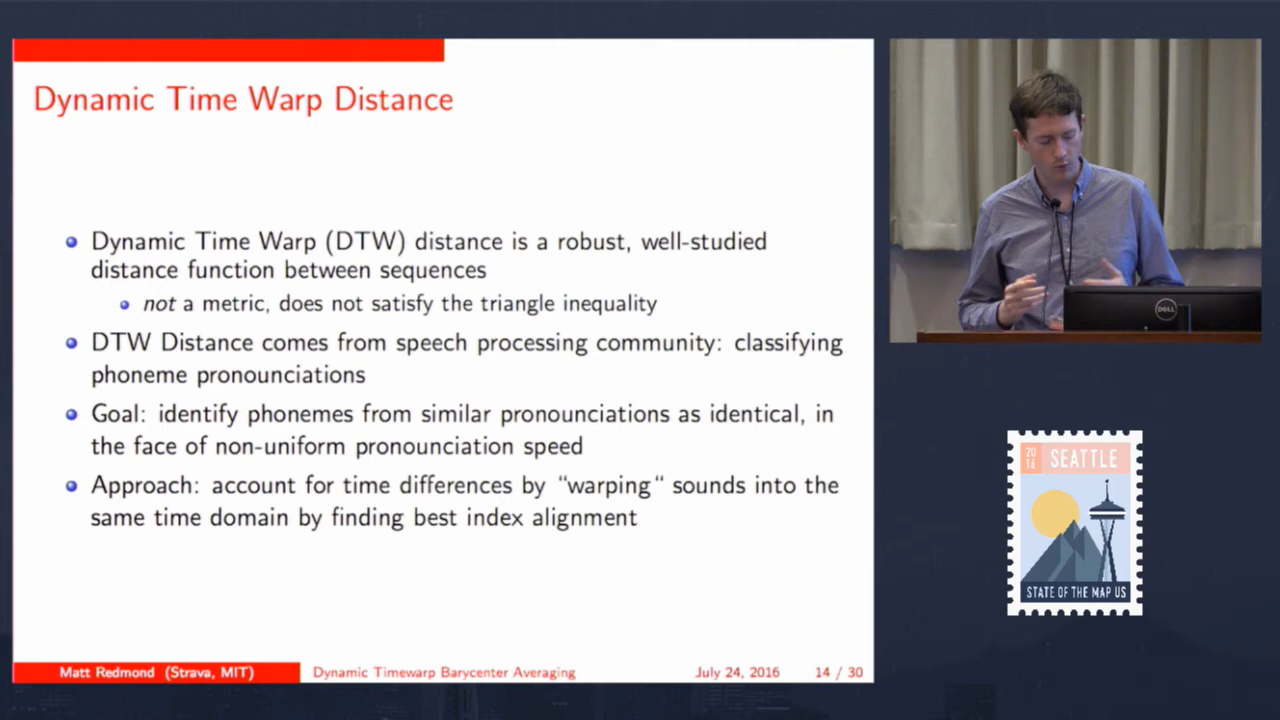 Dynamic Time Warp Distance
Dynamic Time Warp (DTW) distance is a robust, well-studied
distance function between sequences
not a metric, does not satisfy the triangle inequality
DTW Distance comes from speech processing community: classifying
phoneme pronounciations
Goal: identify phonemes from similar pronounciations as identical, in
the face of non-uniform pronounciation speed
Approach: account for time differences by "warping" sounds into the
same time domain by finding best index alignment
Matt Redmond (Strava, MIT) Dynamic Timewarp Barycenter Averaging July 24, 2016 14 / 30
DELL
20
16
SEATTLE
STATE OF THE MAP US